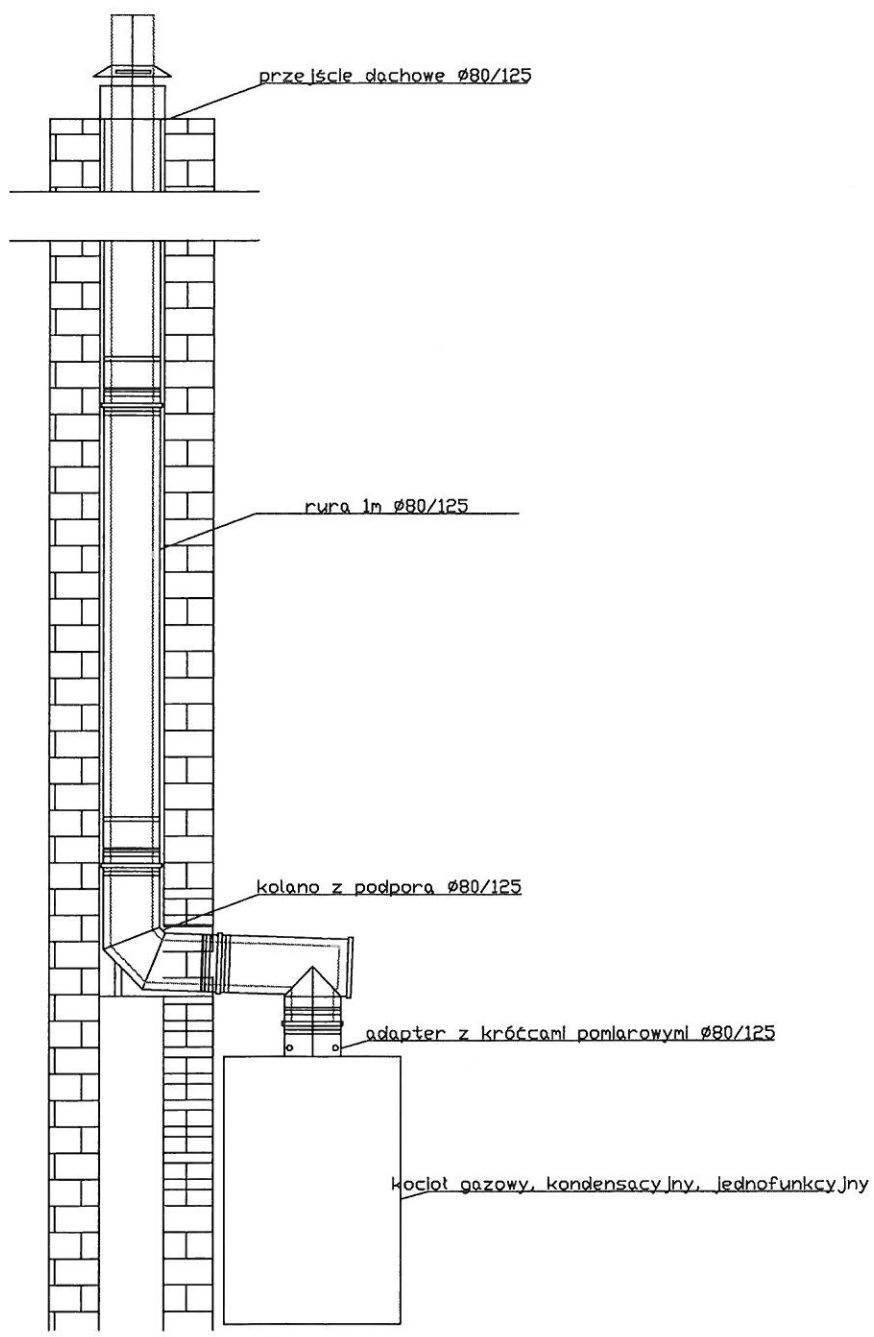 przejście dachowe Ø80/125
rura 1m Ø80/125
kolano z podpora Ø80/125
adapter z króćcami pomiarowymi Ø80/125
kocioł gazowy, kondensacyjny, jednofunkcyjny